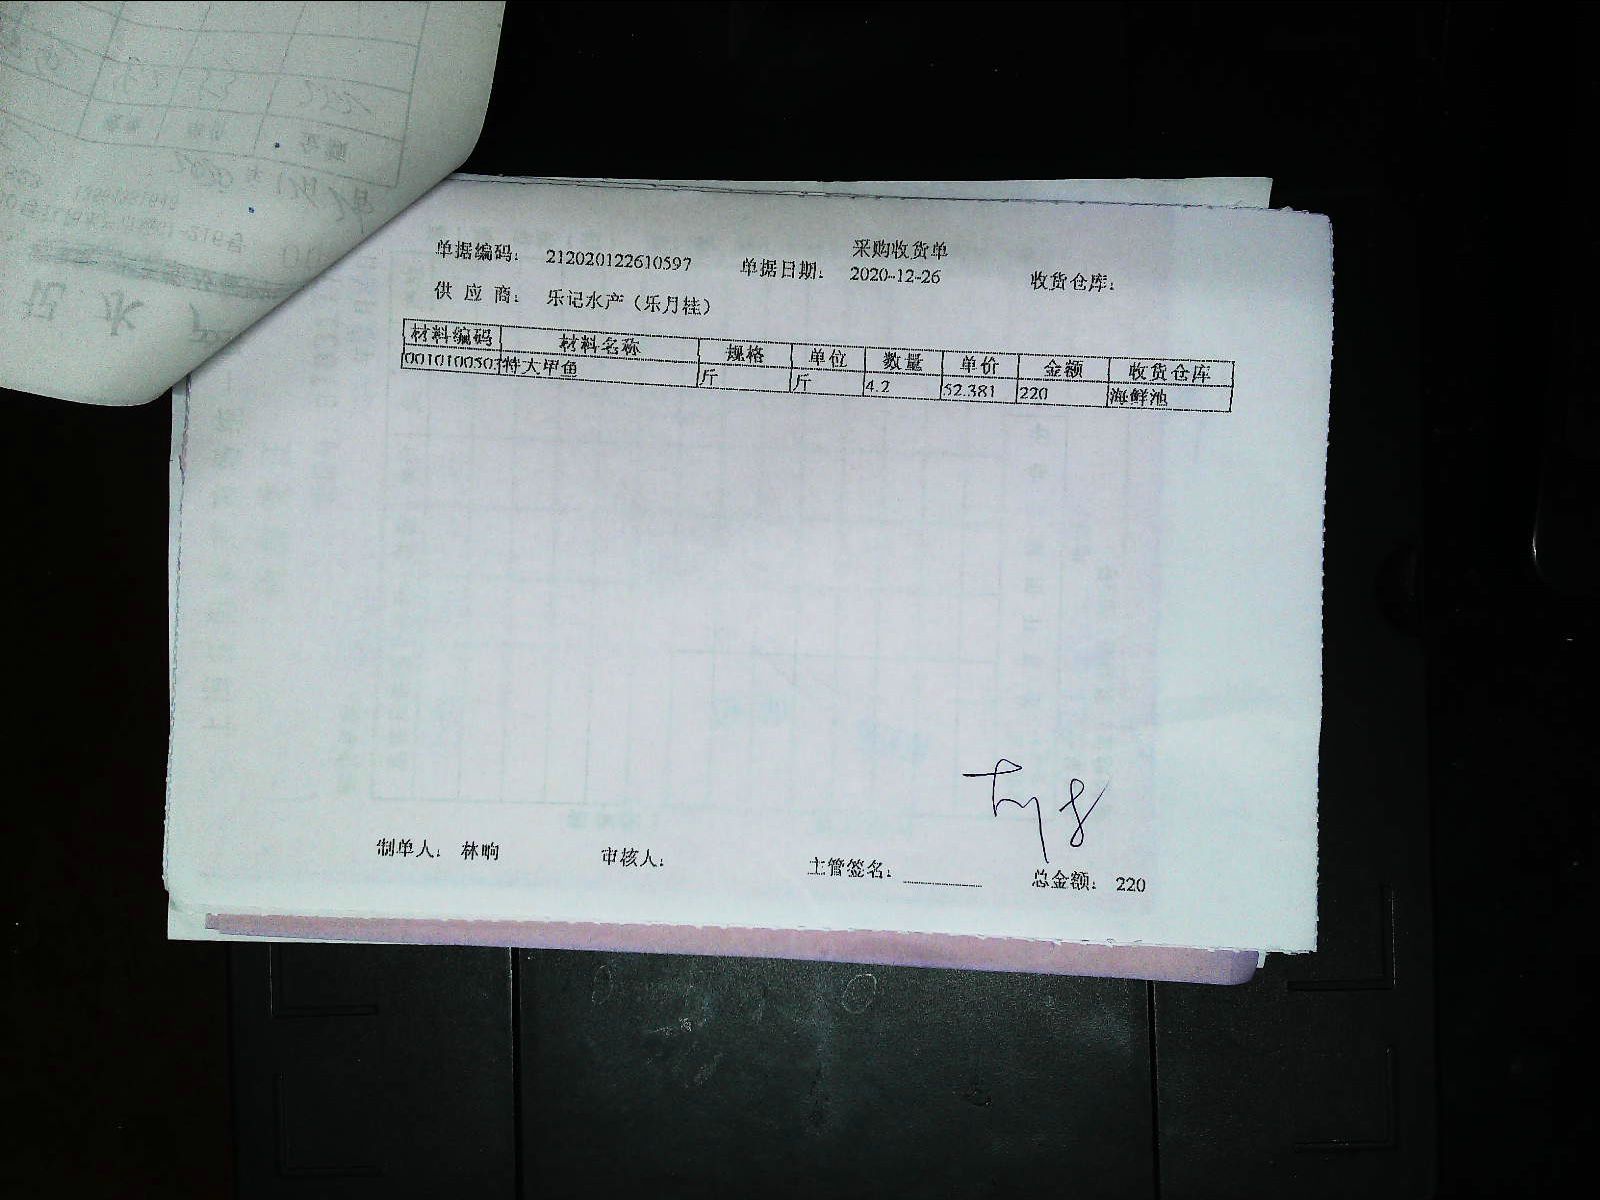 采购收货单
单据编码: 212020122610597 单据日期: 2020-12-26 收货仓库:
供 应 商: 乐记水产（乐月桂）
材料编码 材料名称 规格 单位 数量 单价 金额 收货仓库
0010100503 特大甲鱼 斤 斤 4.2 52.381 220 海鲜池
制单人: 林响 审核人: 主管签名: 总金额: 220